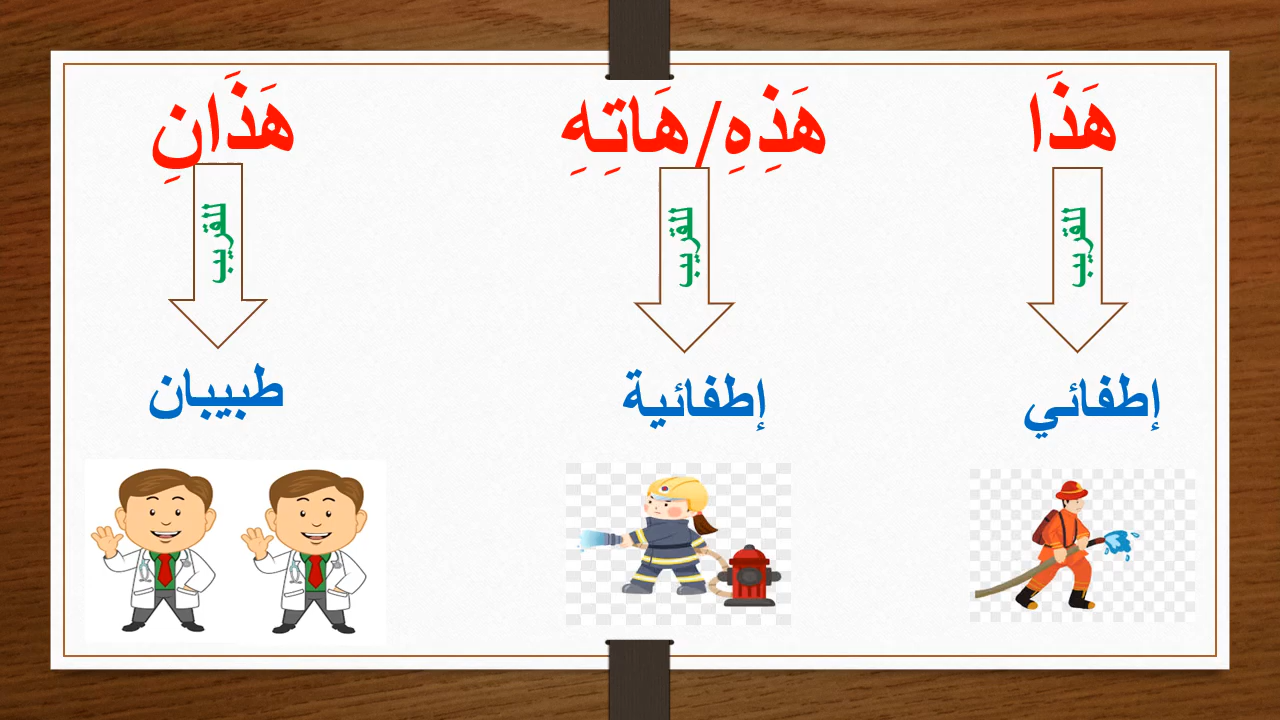 هَذَا
هَذِهِ/هَاتِهِ
هَذَانِ
للقريب
للقريب
للقريب
إطفائي
إطفائية
طبيبان